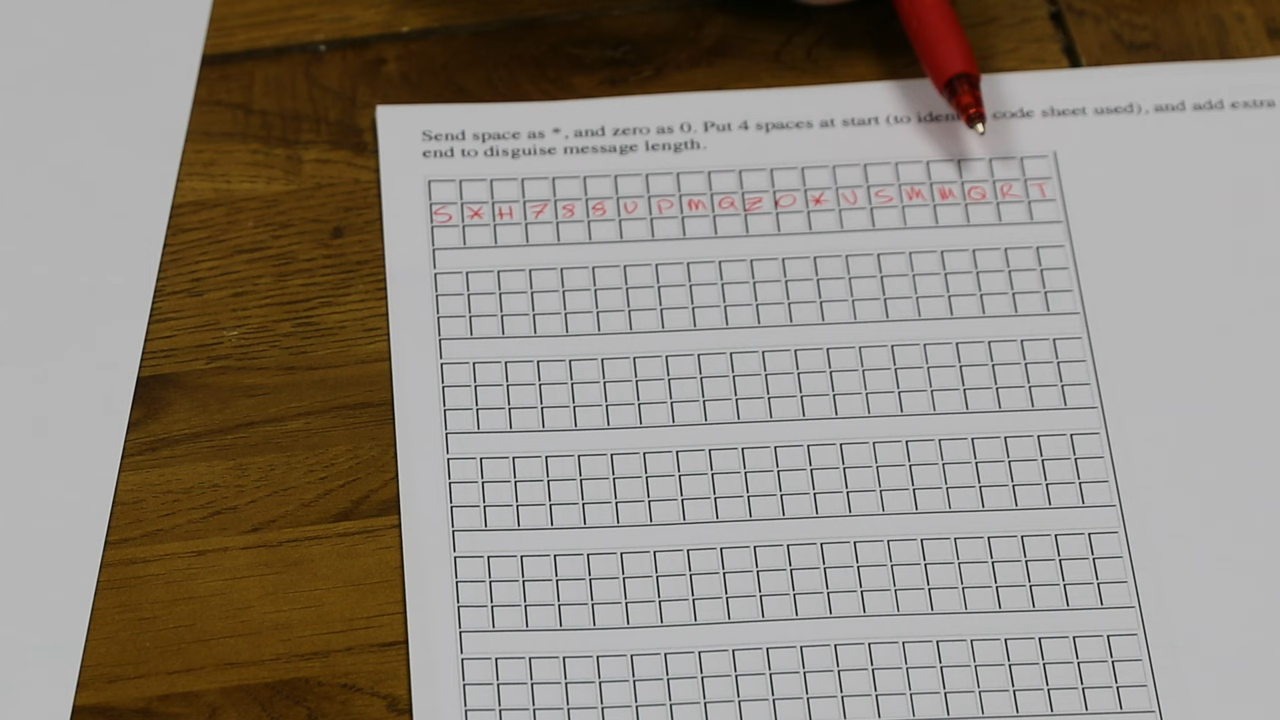 Send space as *, and zero as 0. Put 4 spaces at start (to iden code sheet used), and add extra
end to disguise message length.
S * H 7 8 8 U P M Q Z O * U S M M Q R T